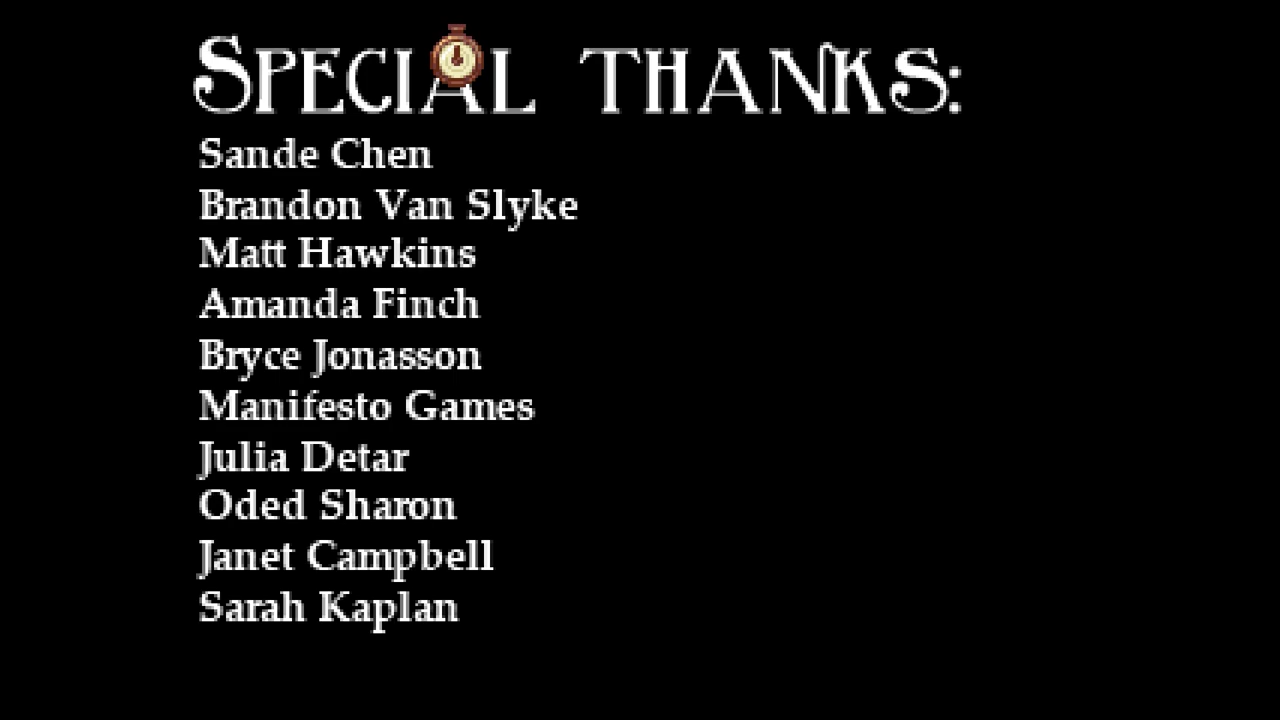 Special thanks:
Sande Chen
Brandon Van Slyke
Matt Hawkins
Amanda Finch
Bryce Jonasson
Manifesto Games
Julia Detar
Oded Sharon
Janet Campbell
Sarah Kaplan